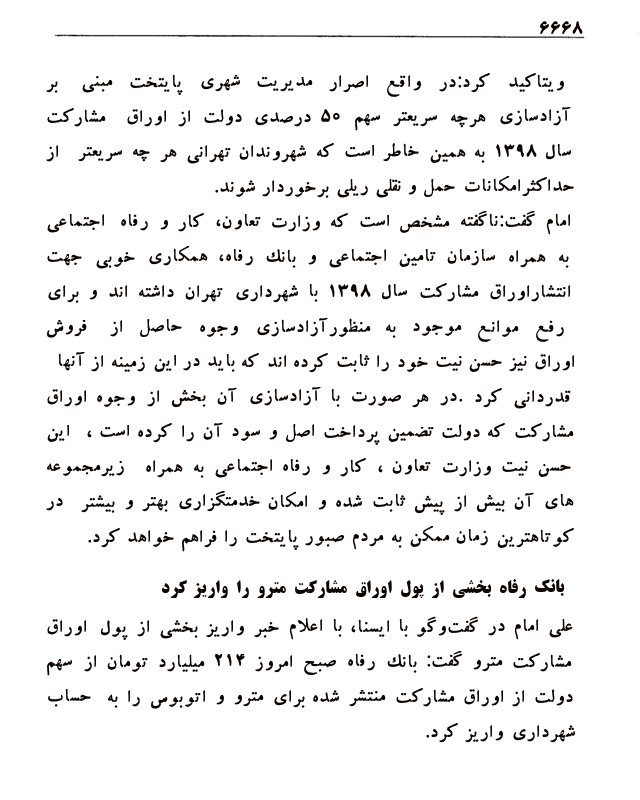 ۶۶۶۸
ویتاکید کرد:در واقع اصرار مدیریت شهری پایتخت مبنی بر
آزادسازی هرچه سریعتر سهم ۵۰ درصدی دولت از اوراق مشارکت
سال ۱۳۹۸ به همین خاطر است که شهروندان تهرانی هر چه سریعتر از
حداکثرامکانات حمل و نقلی ریلی برخوردار شوند.
امام گفت:ناگفته مشخص است که وزارت تعاون، کار و رفاه اجتماعی
به همراه سازمان تامین اجتماعی و بانك رفاه، همکاری خوبی جهت
انتشاراوراق مشارکت سال ۱۳۹۸ با شهرداری تهران داشته اند و برای
رفع موانع موجود به منظورآزادسازی وجوه حاصل از فروش
اوراق نیز حسن نیت خود را ثابت کرده اند که باید در این زمینه از آنها
قدردانی کرد .در هر صورت با آزادسازی آن بخش از وجوه اوراق
مشارکت که دولت تضمین پرداخت اصل و سود آن را کرده است ، این
حسن نیت وزارت تعاون ، کار و رفاه اجتماعی به همراه زیرمجموعه
های آن بیش از پیش ثابت شده و امکان خدمتگزاری بهتر و بیشتر در
کوتاهترین زمان ممکن به مردم صبور پایتخت را فراهم خواهد کرد.
بانک رفاه بخشی از پول اوراق مشارکت مترو را واریز کرد
علی امام در گفت‌وگو با ایسنا، با اعلام خبر واریز بخشی از پول اوراق
مشارکت مترو گفت: بانك رفاه صبح امروز ۲۱۴ میلیارد تومان از سهم
دولت از اوراق مشارکت منتشر شده برای مترو و اتوبوس را به حساب
شهرداری واریز کرد.